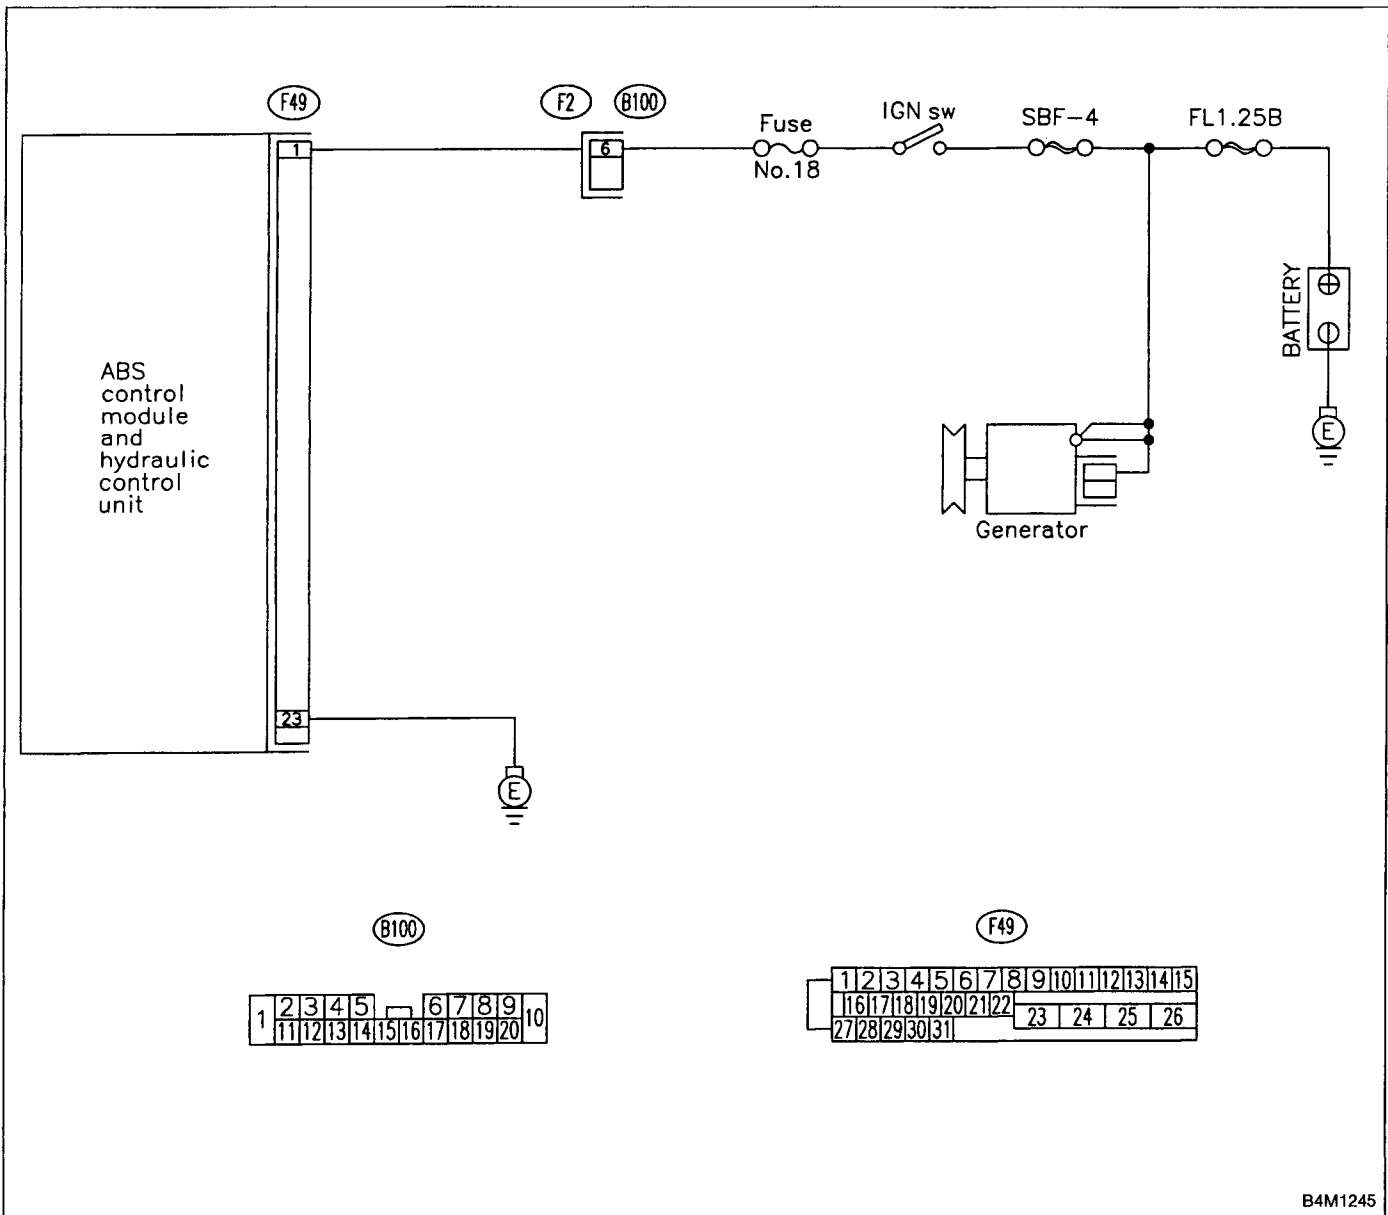 F49
F2
B100
Fuse
No.18
IGN sw
SBF-4
FL1.25B
1
6
BATTERY
E
ABS
control
module
and
hydraulic
control
unit
Generator
23
E
B100
1 2 3 4 5 6 7 8 9 10
11 12 13 14 15 16 17 18 19 20
F49
1 2 3 4 5 6 7 8 9 10 11 12 13 14 15
16 17 18 19 20 21 22 23 24 25 26
27 28 29 30 31
B4M1245